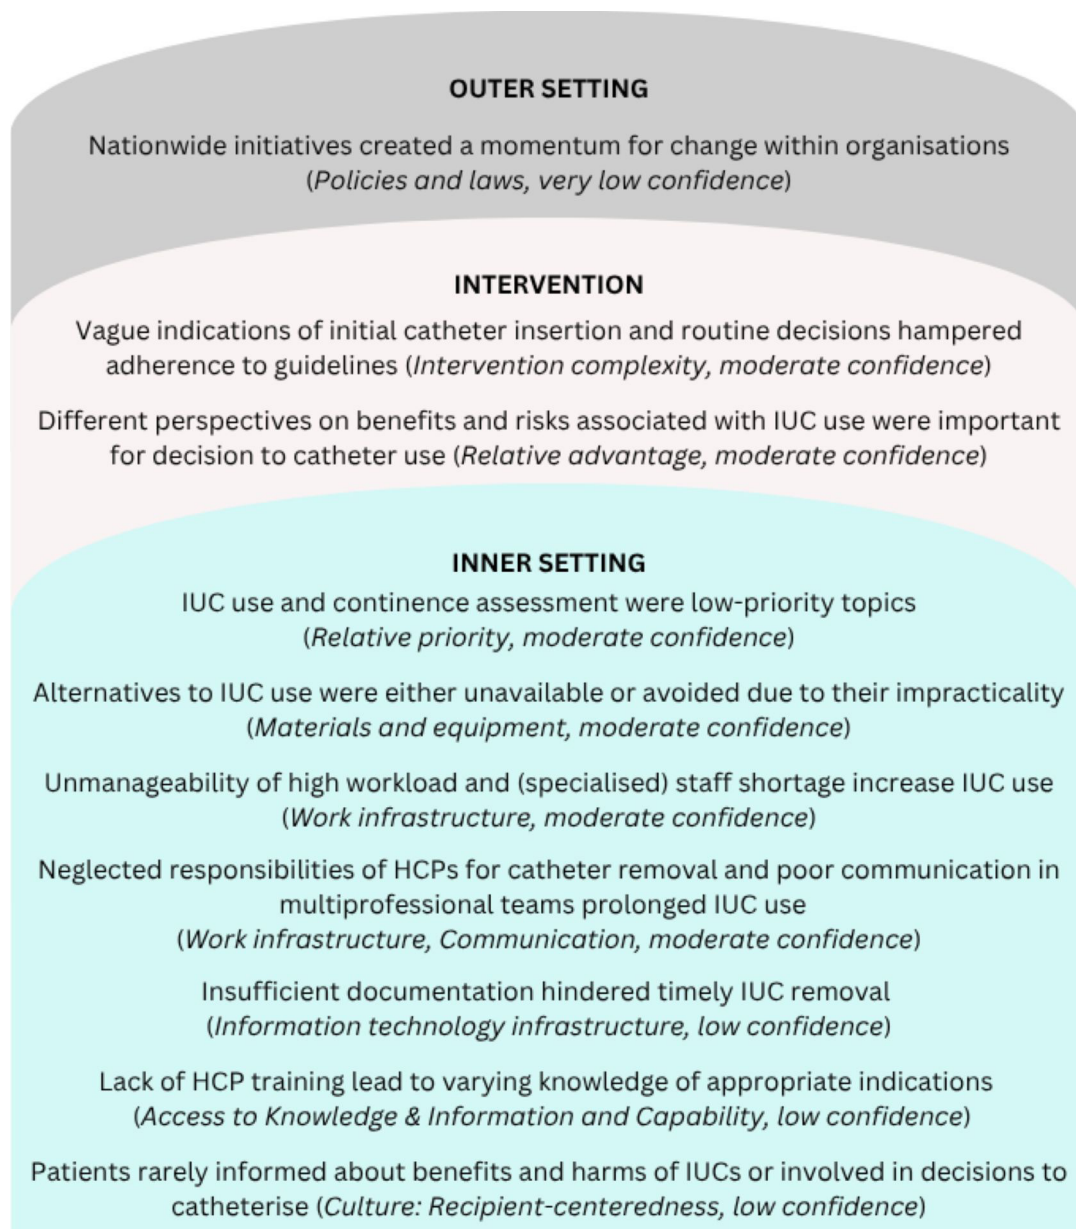 OUTER SETTING
Nationwide initiatives created a momentum for change within organisations
(Policies and laws, very low confidence)
INTERVENTION
Vague indications of initial catheter insertion and routine decisions hampered
adherence to guidelines (Intervention complexity, moderate confidence)
Different perspectives on benefits and risks associated with IUC use were important
for decision to catheter use (Relative advantage, moderate confidence)
INNER SETTING
IUC use and continence assessment were low-priority topics
(Relative priority, moderate confidence)
Alternatives to IUC use were either unavailable or avoided due to their impracticality
(Materials and equipment, moderate confidence)
Unmanageability of high workload and (specialised) staff shortage increase IUC use
(Work infrastructure, moderate confidence)
Neglected responsibilities of HCPs for catheter removal and poor communication in
multiprofessional teams prolonged IUC use
(Work infrastructure, Communication, moderate confidence)
Insufficient documentation hindered timely IUC removal
(Information technology infrastructure, low confidence)
Lack of HCP training lead to varying knowledge of appropriate indications
(Access to Knowledge & Information and Capability, low confidence)
Patients rarely informed about benefits and harms of IUCs or involved in decisions to
catheterise (Culture: Recipient-centeredness, low confidence)